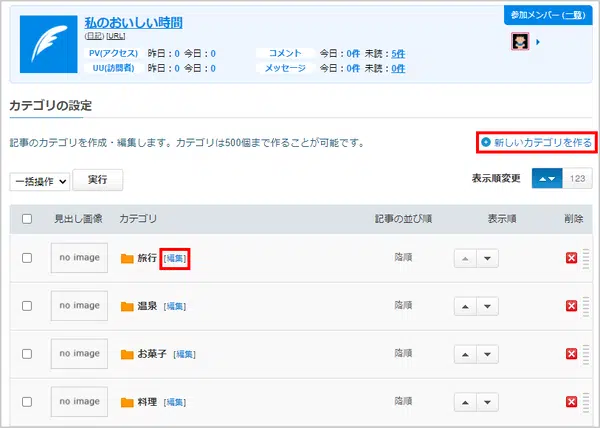 私のおいしい時間
(日記) [URL]
参加メンバー (一覧)
PV(アクセス) 昨日:0 今日:0 コメント 今日:0件 未読:5件
UU(訪問者) 昨日:0 今日:0 メッセージ 今日:0件 未読:0件
カテゴリの設定
記事のカテゴリを作成・編集します。カテゴリは500個まで作ることが可能です。
新しいカテゴリを作る
一括操作 実行 表示順変更 ▲▼ 123
見出し画像 カテゴリ 記事の並び順 表示順 削除
no image 旅行 [編集] 降順
no image 温泉 [編集] 降順
no image お菓子 [編集] 降順
no image 料理 [編集] 降順